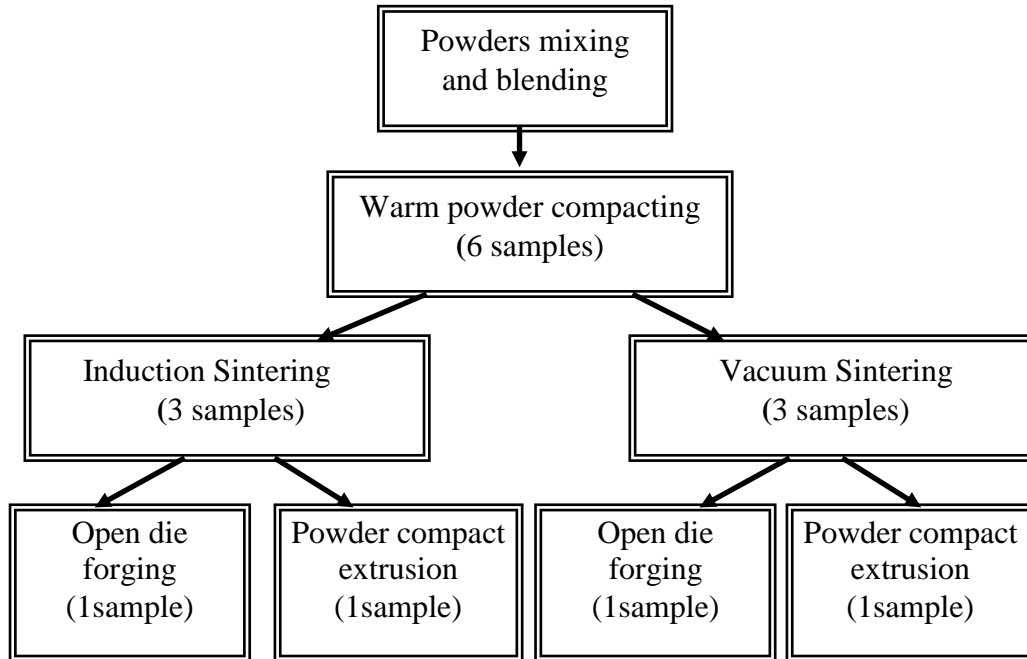 Powders mixing
and blending
Warm powder compacting
(6 samples)
Induction Sintering
(3 samples)
Vacuum Sintering
(3 samples)
Open die
forging
(1sample)
Powder compact
extrusion
(1sample)
Open die
forging
(1sample)
Powder compact
extrusion
(1sample)